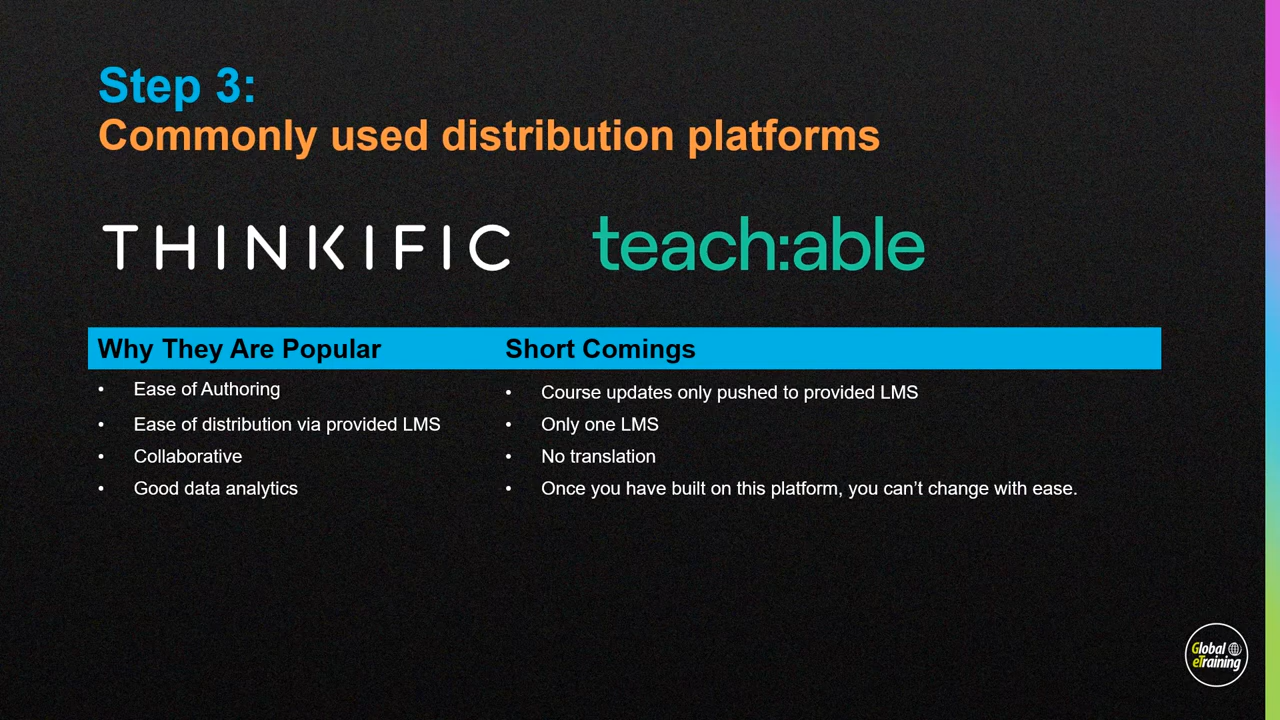 Step 3:
Commonly used distribution platforms
THINKIFIC
teach:able
Why They Are Popular
Short Comings
• Ease of Authoring
• Ease of distribution via provided LMS
• Collaborative
• Good data analytics
• Course updates only pushed to provided LMS
• Only one LMS
• No translation
• Once you have built on this platform, you can’t change with ease.
Global
eTraining